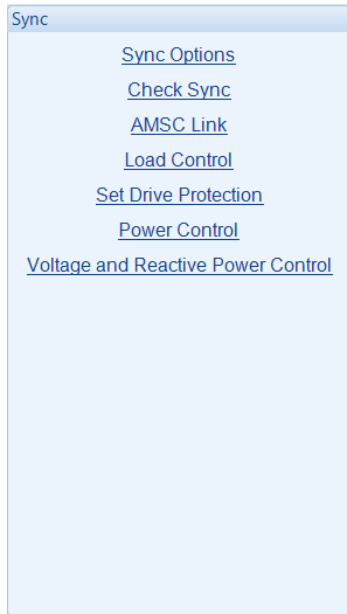 Sync
Sync Options
Check Sync
AMSC Link
Load Control
Set Drive Protection
Power Control
Voltage and Reactive Power Control